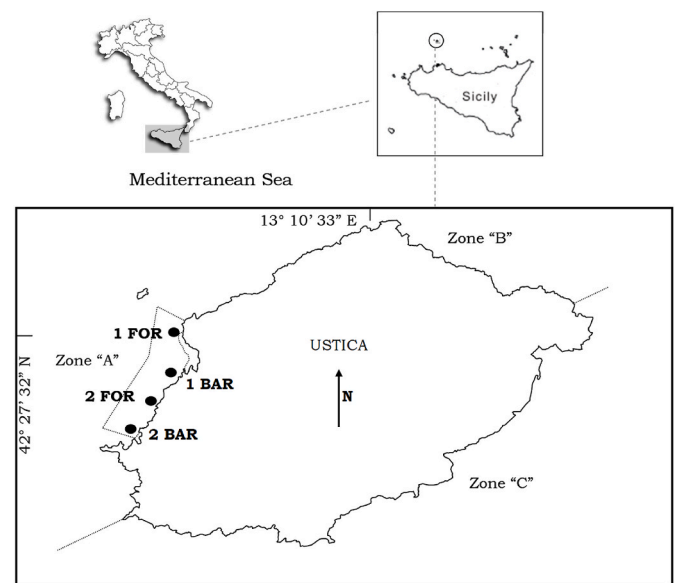 Sicily
Mediterranean Sea
13° 10’ 33” E
Zone “B”
1 FOR
USTICA
Zone “A”
1 BAR
2 FOR
N
42° 27’ 32” N
2 BAR
Zone “C”